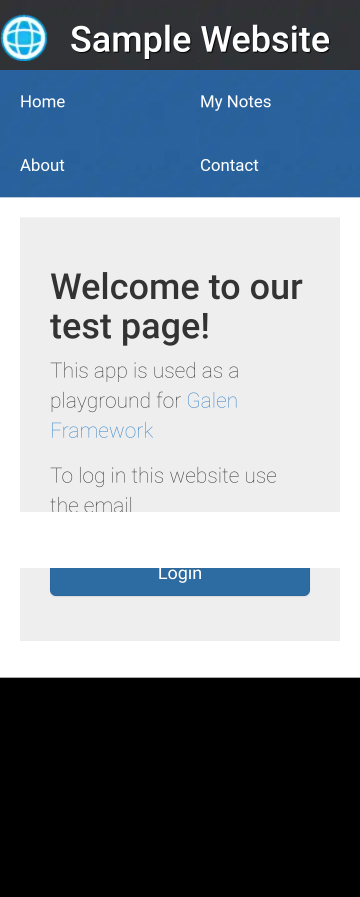 Sample Website
Home
My Notes
About
Contact
Welcome to our
test page!
This app is used as a
playground for Galen
Framework
To log in this website use
the email
Login